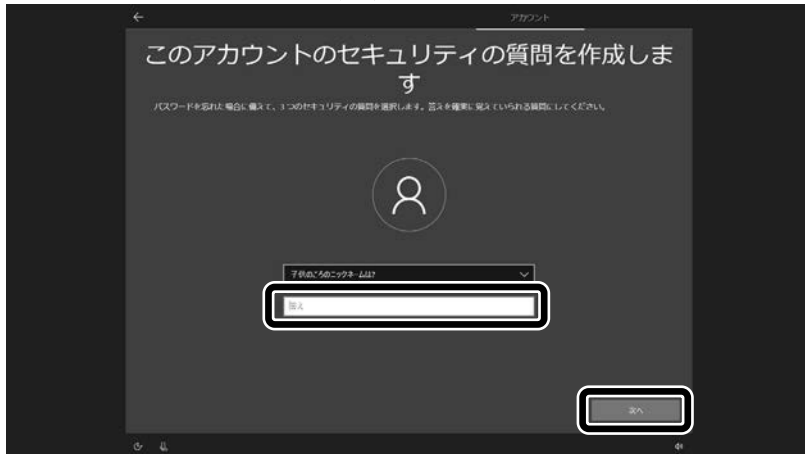 アカウント
このアカウントのセキュリティの質問を作成しま
す
パスワードを忘れた場合に備えて、3 つのセキュリティの質問を選択します。答えを確実に覚えていられる質問にしてください。
子供のころのニックネームは?
答え
次へ